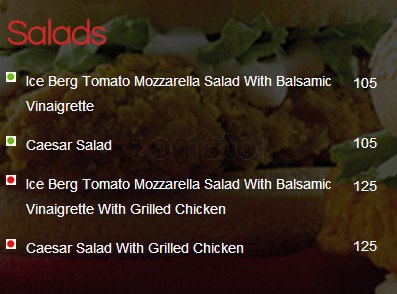 Salads
Ice Berg Tomato Mozzarella Salad With Balsamic 105
Vinaigrette
Caesar Salad 105
zomato
Ice Berg Tomato Mozzarella Salad With Balsamic 125
Vinaigrette With Grilled Chicken
Caesar Salad With Grilled Chicken 125